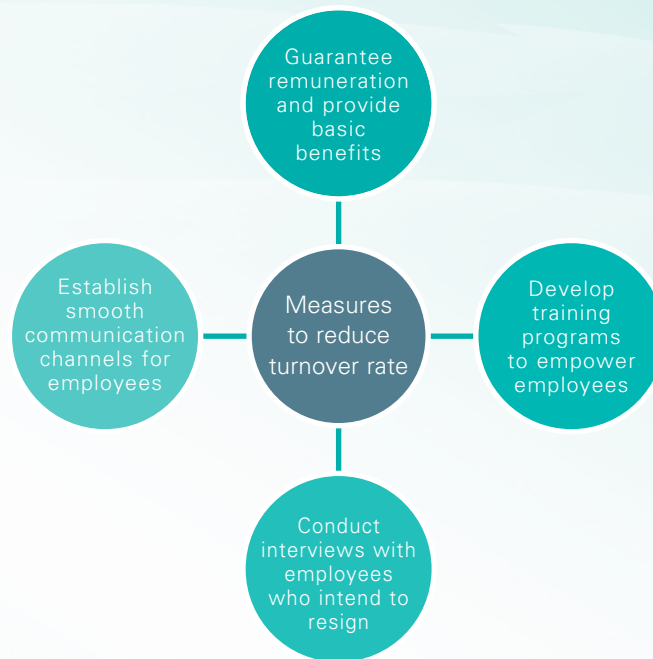 Guarantee
remuneration
and provide
basic
benefits
Establish
smooth
communication
channels for
employees
Measures
to reduce
turnover rate
Develop
training
programs
to empower
employees
Conduct
interviews with
employees
who intend to
resign